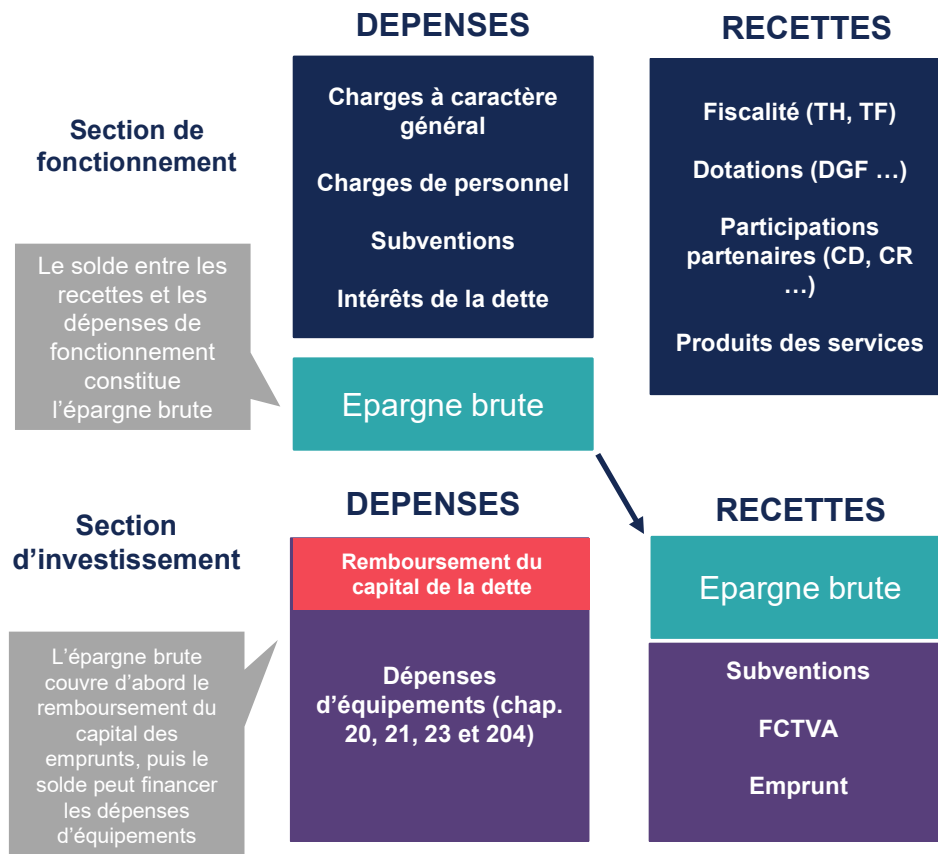 DEPENSES
RECETTES
Section de
fonctionnement
Charges à caractère
général
Charges de personnel
Subventions
Intérêts de la dette
Fiscalité (TH, TF)
Dotations (DGF …)
Participations
partenaires (CD, CR
…)
Produits des services
Le solde entre les
recettes et les
dépenses de
fonctionnement
constitue
l’épargne brute
Epargne brute
Section
d’investissement
DEPENSES
RECETTES
Remboursement du
capital de la dette
Dépenses
d’équipements (chap.
20, 21, 23 et 204)
Epargne brute
Subventions
FCTVA
Emprunt
L’épargne brute
couvre d’abord le
remboursement du
capital des
emprunts, puis le
solde peut financer
les dépenses
d’équipements